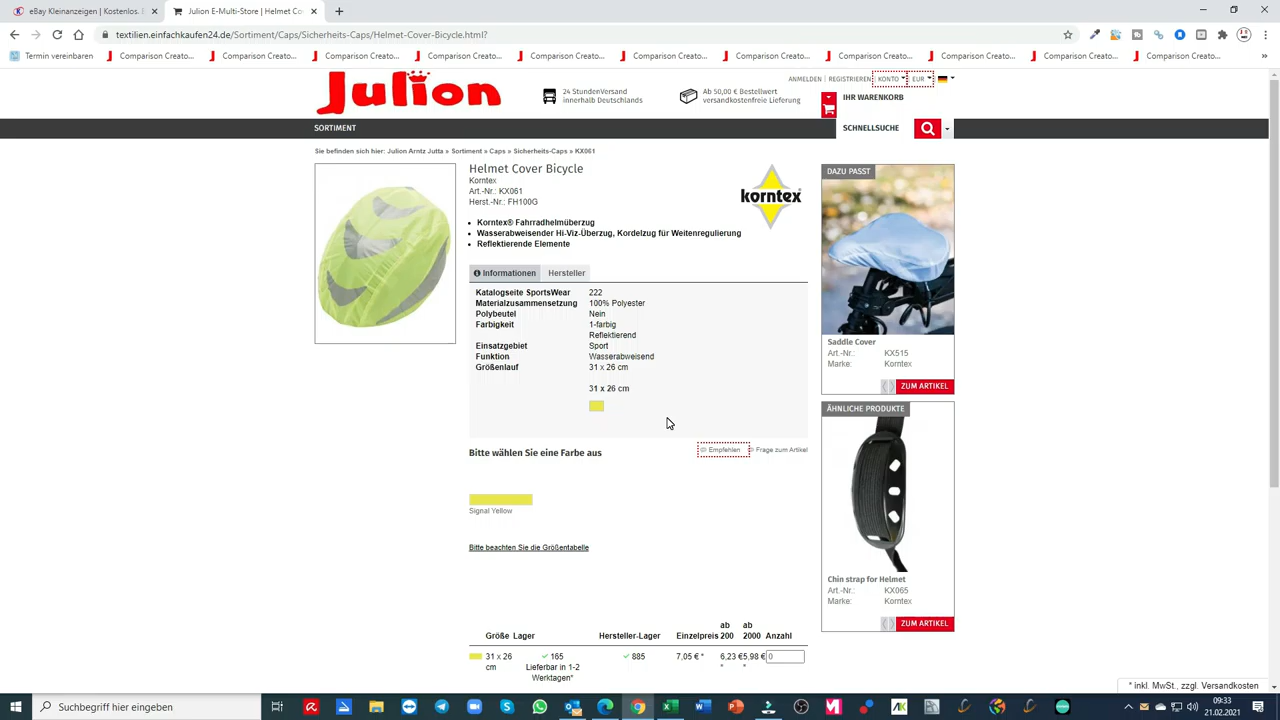 eBay Kleinanzeigen | Kostenlos. E
Julion Textil - Helmet Cover Bicy
textilien.einfachkaufen24.de/Sortiment/Caps/Sicherheits-Caps/Helmet-Cover-Bicycle.html?
Termin vereinbaren Comparison Creato... Comparison Creato... Comparison Creato... Comparison Creato... Comparison Creato... Comparison Creato... Comparison Creato... Comparison Creato... Comparison Creato... Comparison Creato... Comparison Creato...
Julion
24 StundenVersand
innerhalb Deutschlands
Ab 50,00 € Bestellwert
versandkostenfreie Lieferung
ANMELDEN | REGISTRIEREN KONTO EUR
IHR WARENKORB
SORTIMENT
SCHNELLSUCHE
Sie befinden sich hier: Julion Arntz Jutta » Sortiment » Caps » Sicherheits-Caps » KX061
Helmet Cover Bicycle
Korntex
Art.-Nr.: KX061
Herst.-Nr.: FH100G
korntex®
Korntex® Fahrradhelmüberzug
Wasserabweisender Hi-Viz-Überzug, Kordelzug für Weitenregulierung
Reflektierende Elemente
Informationen Hersteller
Katalogseite SportsWear 222
Materialzusammensetzung 100% Polyester
Polybeutel Nein
Farbigkeit 1-farbig
Reflektierend
Einsatzgebiet Sport
Funktion Wasserabweisend
Größenlauf 31 x 26 cm
31 x 26 cm
Empfehlen Frage zum Artikel
Bitte wählen Sie eine Farbe aus
Signal Yellow
Bitte beachten Sie die Größentabelle
Größe Lager Hersteller-Lager Einzelpreis ab 200 ab 2000 Anzahl
31 x 26 cm 165 885 7,05 € * 6,23 € * 5,98 € * 0
Lieferbar in 1-2
Werktagen*
DAZU PASST
Saddle Cover
Art.-Nr.: KX515
Marke: Korntex
ZUM ARTIKEL
ÄHNLICHE PRODUKTE
Chin strap for Helmet
Art.-Nr.: KX065
Marke: Korntex
ZUM ARTIKEL
* inkl. MwSt., zzgl. Versandkosten
Suchbegriff hier eingeben
09:33
21.02.2021